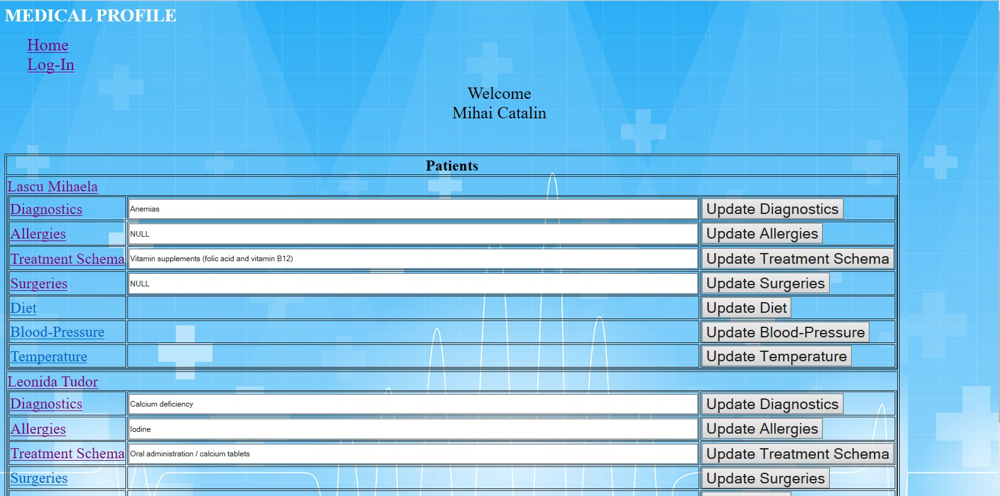 MEDICAL PROFILE
Home
Log-In
Welcome
Mihai Catalin
Patients
Lascu Mihaela
Diagnostics Anemias Update Diagnostics
Allergies NULL Update Allergies
Treatment Schema Vitamin supplements (folic acid and vitamin B12) Update Treatment Schema
Surgeries NULL Update Surgeries
Diet Update Diet
Blood-Pressure Update Blood-Pressure
Temperature Update Temperature
Leonida Tudor
Diagnostics Calcium deficiency Update Diagnostics
Allergies Iodine Update Allergies
Treatment Schema Oral administration / calcium tablets Update Treatment Schema
Surgeries Update Surgeries